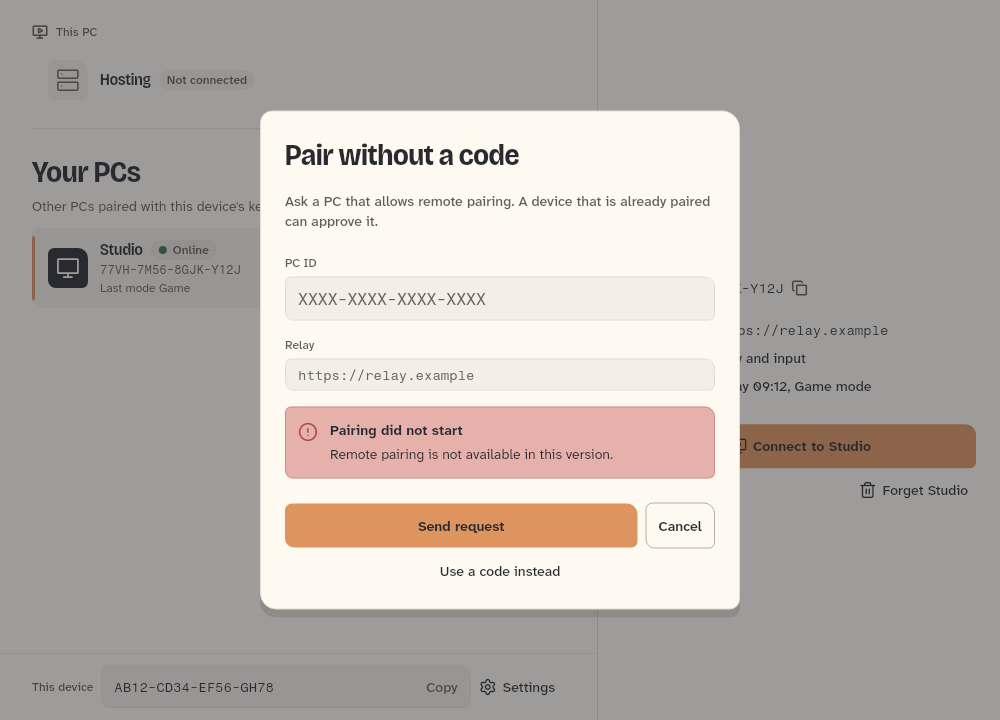 This PC
Hosting Not connected
Your PCs
Other PCs paired with this device's
Studio Online
77VH-7M56-8GJK-Y12J
Last mode Game
Pair without a code
Ask a PC that allows remote pairing. A device that is already paired
can approve it.
PC ID
XXXX-XXXX-XXXX-XXXX
Relay
https://relay.example
Pairing did not start
Remote pairing is not available in this version.
Send request Cancel
Use a code instead
-Y12J
://relay.example
and input
09:12, Game mode
Connect to Studio
Forget Studio
This device AB12-CD34-EF56-GH78 Copy Settings